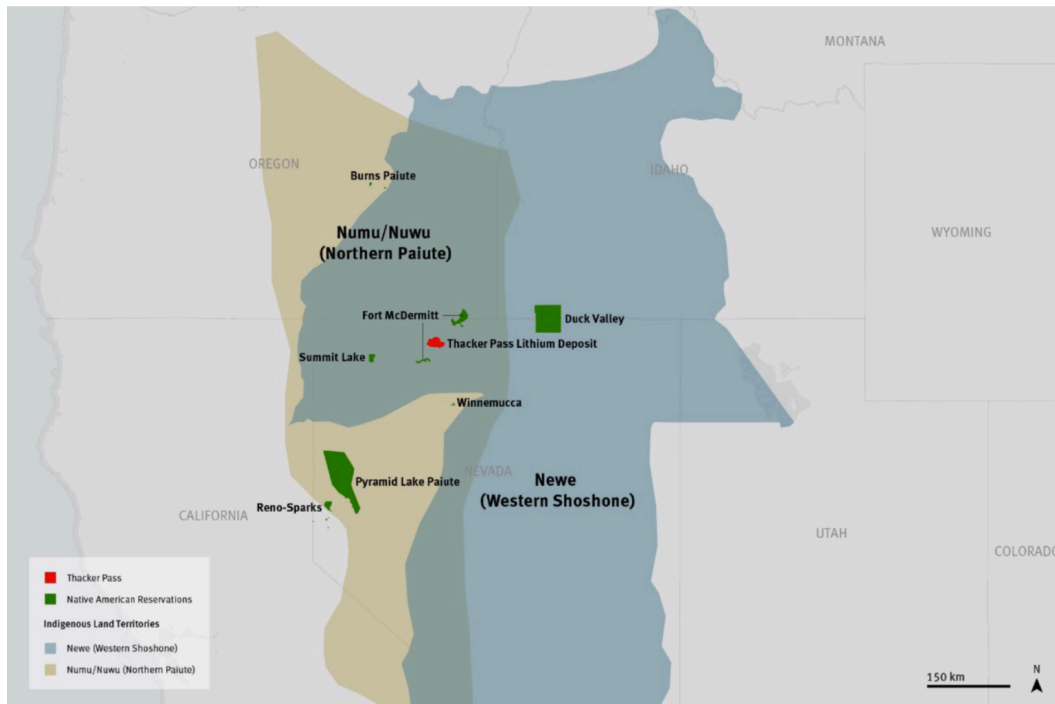 MONTANA
OREGON
IDAHO
Burns Paiute
WYOMING
Numu/Nuwu
(Northern Paiute)
Fort McDermitt
Duck Valley
Thacker Pass Lithium Deposit
Summit Lake
Winnemucca
NEVADA
Pyramid Lake Paiute
Newe
(Western Shoshone)
Reno-Sparks
CALIFORNIA
UTAH
COLORADO
Thacker Pass
Native American Reservations
Indigenous Land Territories
Newe (Western Shoshone)
Numu/Nuwu (Northern Paiute)
150 km
N